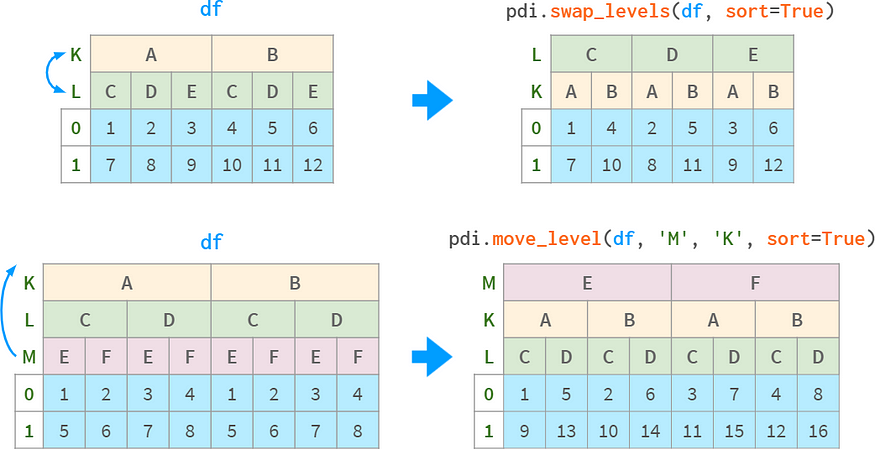 df
pdi.swap_levels(df, sort=True)
K A B
L C D E C D E
0 1 2 3 4 5 6
1 7 8 9 10 11 12
L C D E
K A B A B A B
0 1 4 2 5 3 6
1 7 10 8 11 9 12
df
pdi.move_level(df, 'M', 'K', sort=True)
K A B
L C D C D
M E F E F E F E F
0 1 2 3 4 1 2 3 4
1 5 6 7 8 5 6 7 8
M E F
K A B A B
L C D C D C D C D
0 1 5 2 6 3 7 4 8
1 9 13 10 14 11 15 12 16